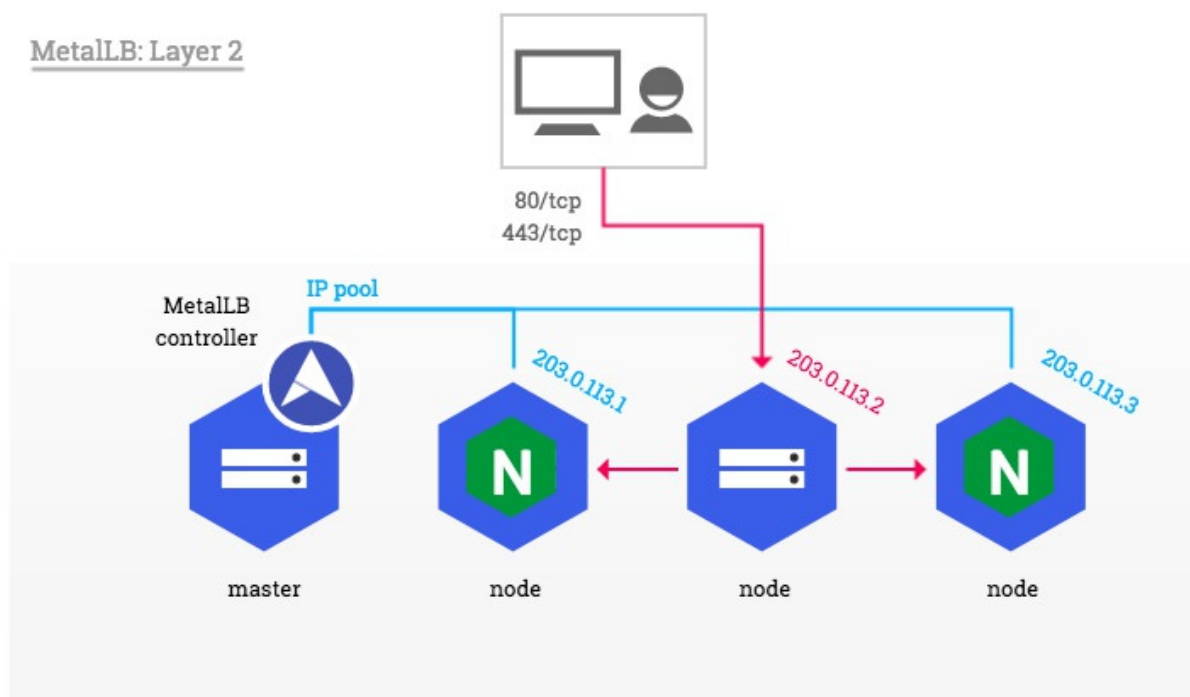 MetalLB: Layer 2
80/tcp
443/tcp
IP pool
MetalLB
controller
203.0.113.1
203.0.113.2
203.0.113.3
N
N
master
node
node
node